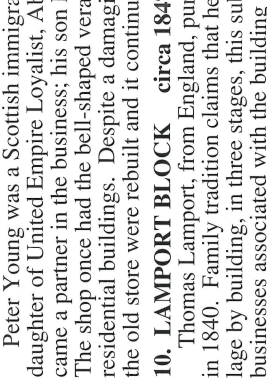 Peter Young was a Scottish immigra
daughter of United Empire Loyalist, Ab
came a partner in the business; his son
The shop once had the bell-shaped vera
residential buildings. Despite a damagi
the old store were rebuilt and it continu
10. LAMPORT BLOCK circa 184
Thomas Lamport, from England, pu
in 1840. Family tradition claims that he
lage by building, in three stages, this sul
businesses associated with the building